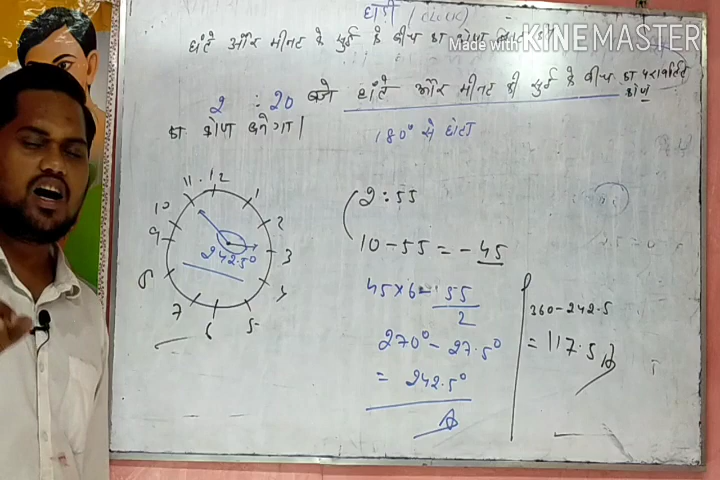 घड़ी (CLOCK)
Made with KINEMASTER
घंटे और मीनट के सुई के बीच का कोण
2 : 20 बजे घांटे और मीनट की सुई के बीच का परावर्तित कोण
का कोण बनेगा।
180° से
11 12 1
10 2
9 3
8 4
7 6 5
242.5°
2 : 55
10 - 55 = - 45
45 × 6 - 55/2
270° - 27.5°
= 242.5°
A
360 - 242.5
= 117.5 A